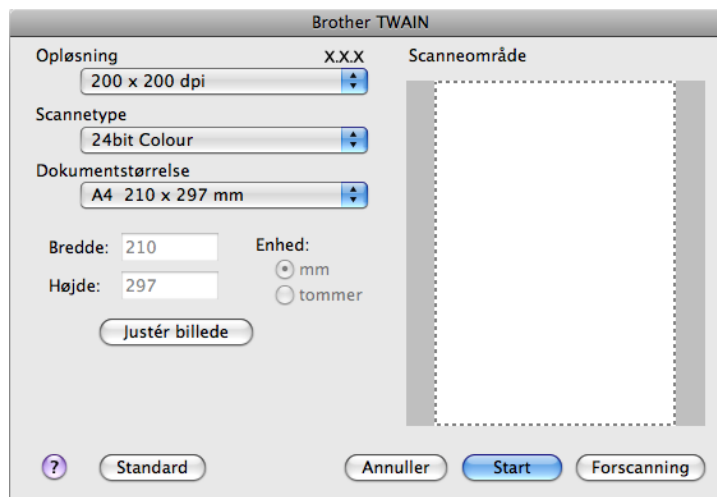 Brother TWAIN
Opløsning X.X.X
200 x 200 dpi
Scannetype
24bit Colour
Dokumentstørrelse
A4 210 x 297 mm
Bredde: 210
Højde: 297
Enhed:
mm
tommer
Justér billede
Scanneområde
? Standard Annuller Start Forscanning